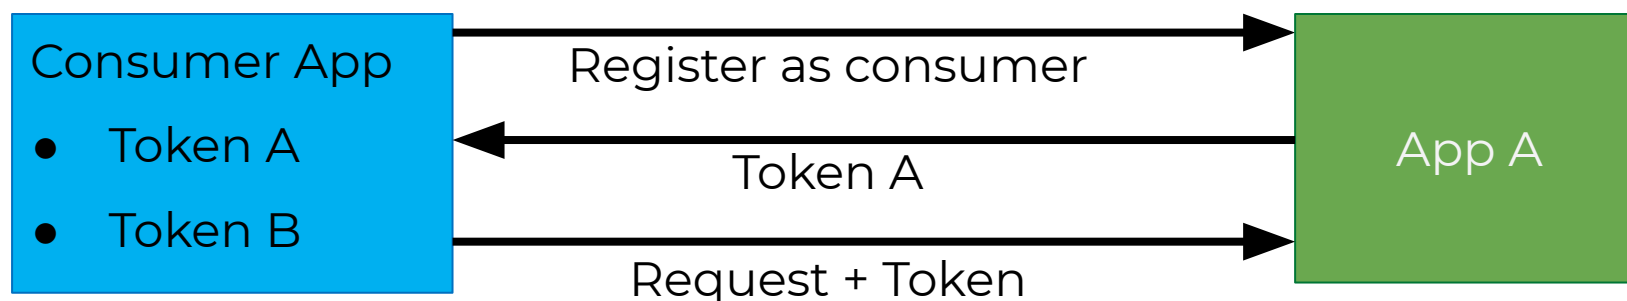 Consumer App
● Token A
● Token B
Register as consumer
Token A
Request + Token
App A